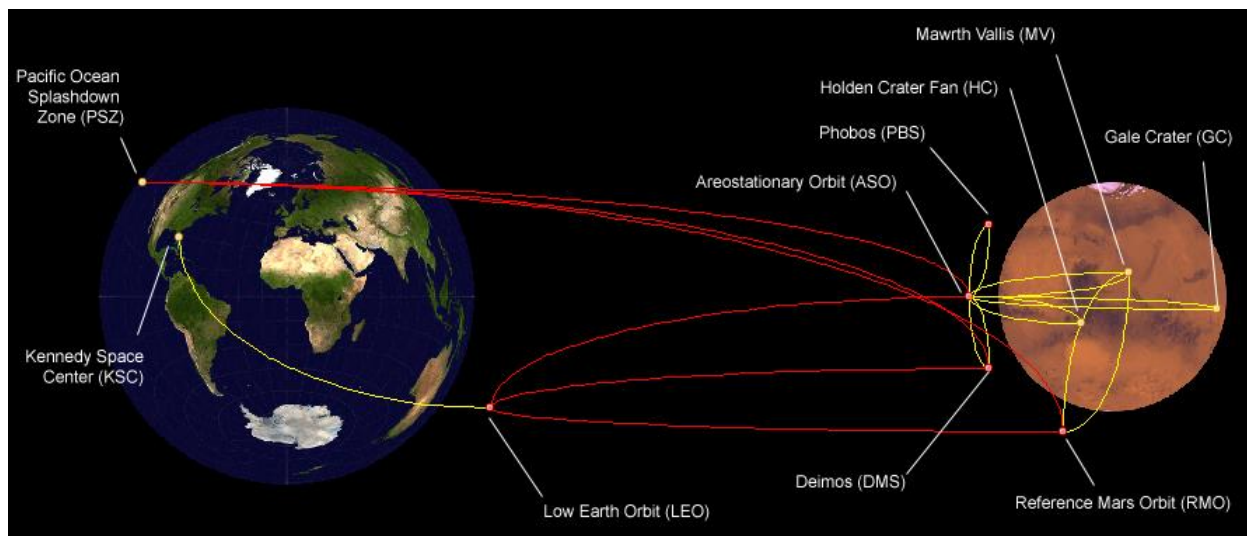 Pacific Ocean
Splashdown
Zone (PSZ)
Kennedy Space
Center (KSC)
Low Earth Orbit (LEO)
Mawrth Vallis (MV)
Holden Crater Fan (HC)
Phobos (PBS)
Gale Crater (GC)
Areostationary Orbit (ASO)
Deimos (DMS)
Reference Mars Orbit (RMO)